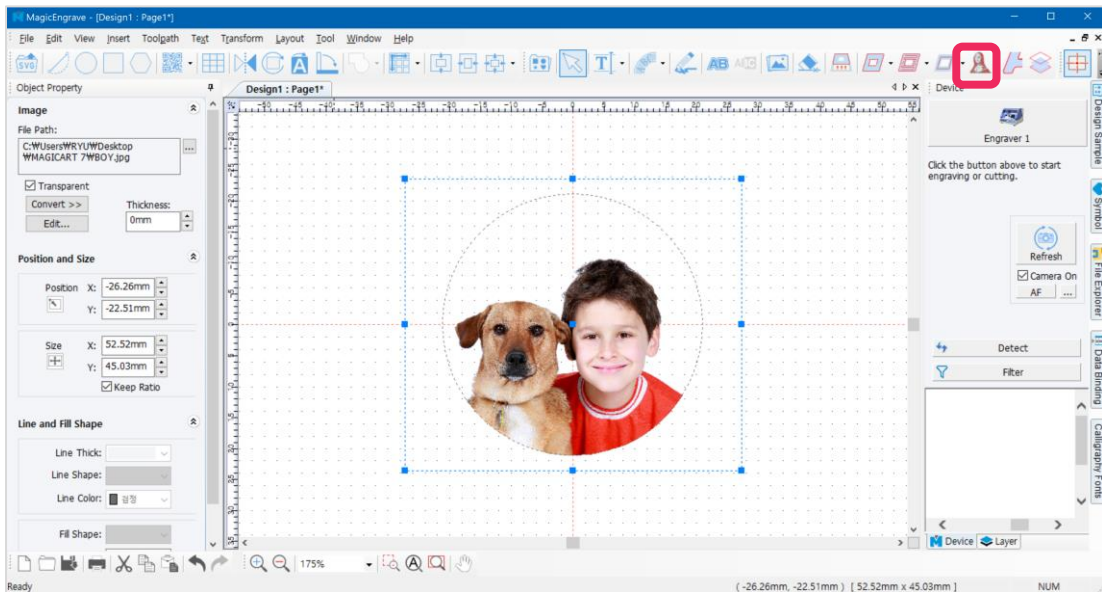 MagicEngrave - [Design1 : Page1*]
File Edit View Insert Toolpath Text Transform Layout Tool Window Help
SVG
A
T
AB
Object Property
Design1 : Page1*
Device
Image
File Path:
C:₩Users₩RYU₩Desktop
₩MAGICART 7₩BOY.jpg
...
Transparent
Convert >>
Thickness:
Edit...
0mm
Position and Size
Position X: -26.26mm
Y: -22.51mm
Size X: 52.52mm
Y: 45.03mm
Keep Ratio
Line and Fill Shape
Line Thick:
Line Shape:
Line Color: 검정
Fill Shape:
Engraver 1
Click the button above to start
engraving or cutting.
Refresh
Camera On
AF ...
Detect
Filter
Device Layer
Design Sample
Symbol
File Explorer
Data Binding
Calligraphy Fonts
175%
Ready
( -26.26mm, -22.51mm ) [ 52.52mm x 45.03mm ]
NUM